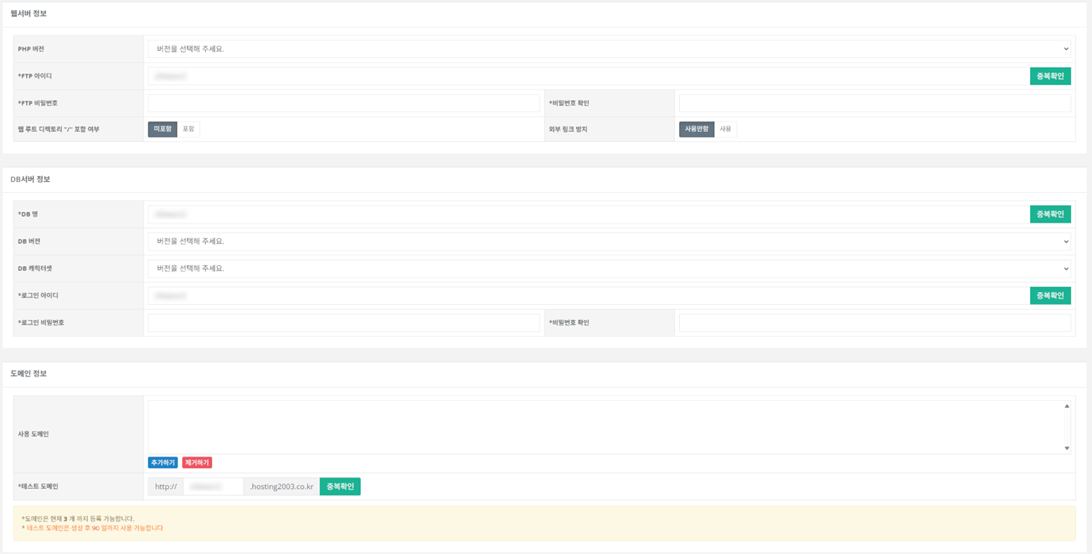 웹서버 정보
PHP 버전
버전을 선택해 주세요.
*FTP 아이디
중복확인
*FTP 비밀번호
*비밀번호 확인
웹 루트 디렉토리 "/" 포함 여부
미포함 포함
외부 링크 방지
사용안함 사용
DB서버 정보
*DB 명
중복확인
DB 버전
버전을 선택해 주세요.
DB 캐릭터셋
버전을 선택해 주세요.
*로그인 아이디
중복확인
*로그인 비밀번호
*비밀번호 확인
도메인 정보
사용 도메인
추가하기 제거하기
*테스트 도메인
http://
.hosting2003.co.kr
중복확인
*도메인은 현재 3 개 까지 등록 가능합니다.
* 테스트 도메인은 생성 후 90 일까지 사용 가능합니다